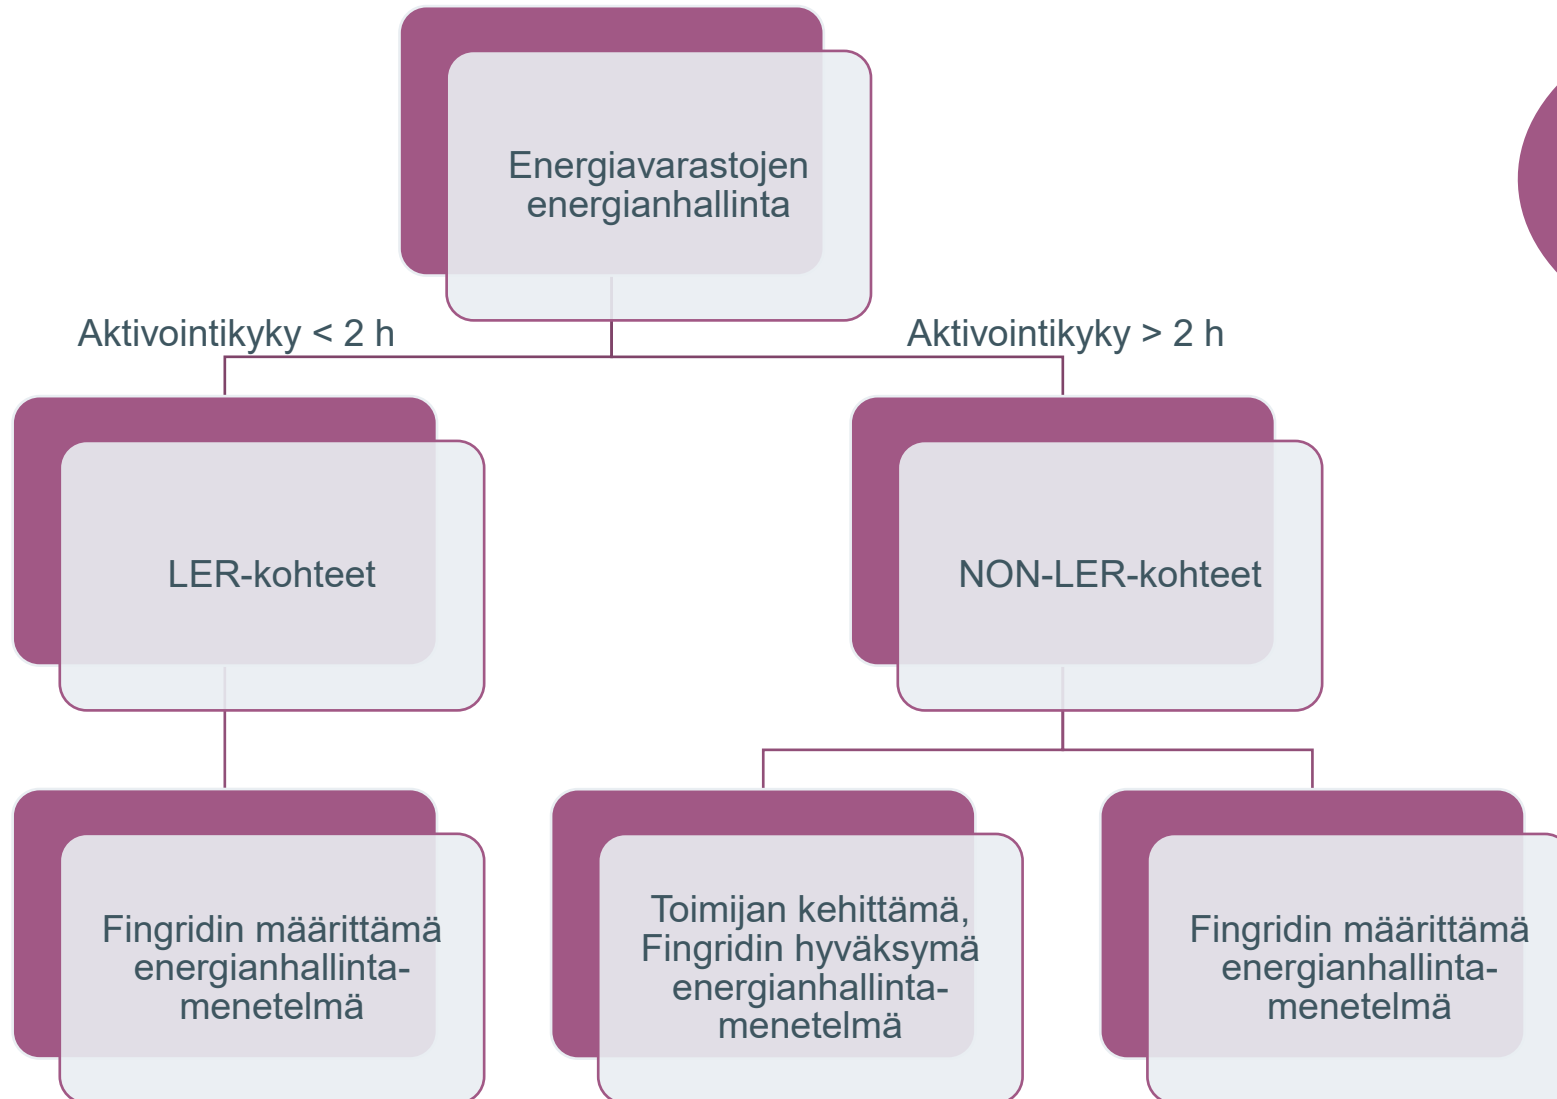 Energiavarastojen
energianhallinta
Aktivointikyky < 2 h
Aktivointikyky > 2 h
LER-kohteet
NON-LER-kohteet
Fingridin määrittämä
energianhallinta-
menetelmä
Toimijan kehittämä,
Fingridin hyväksymä
energianhallinta-
menetelmä
Fingridin määrittämä
energianhallinta-
menetelmä